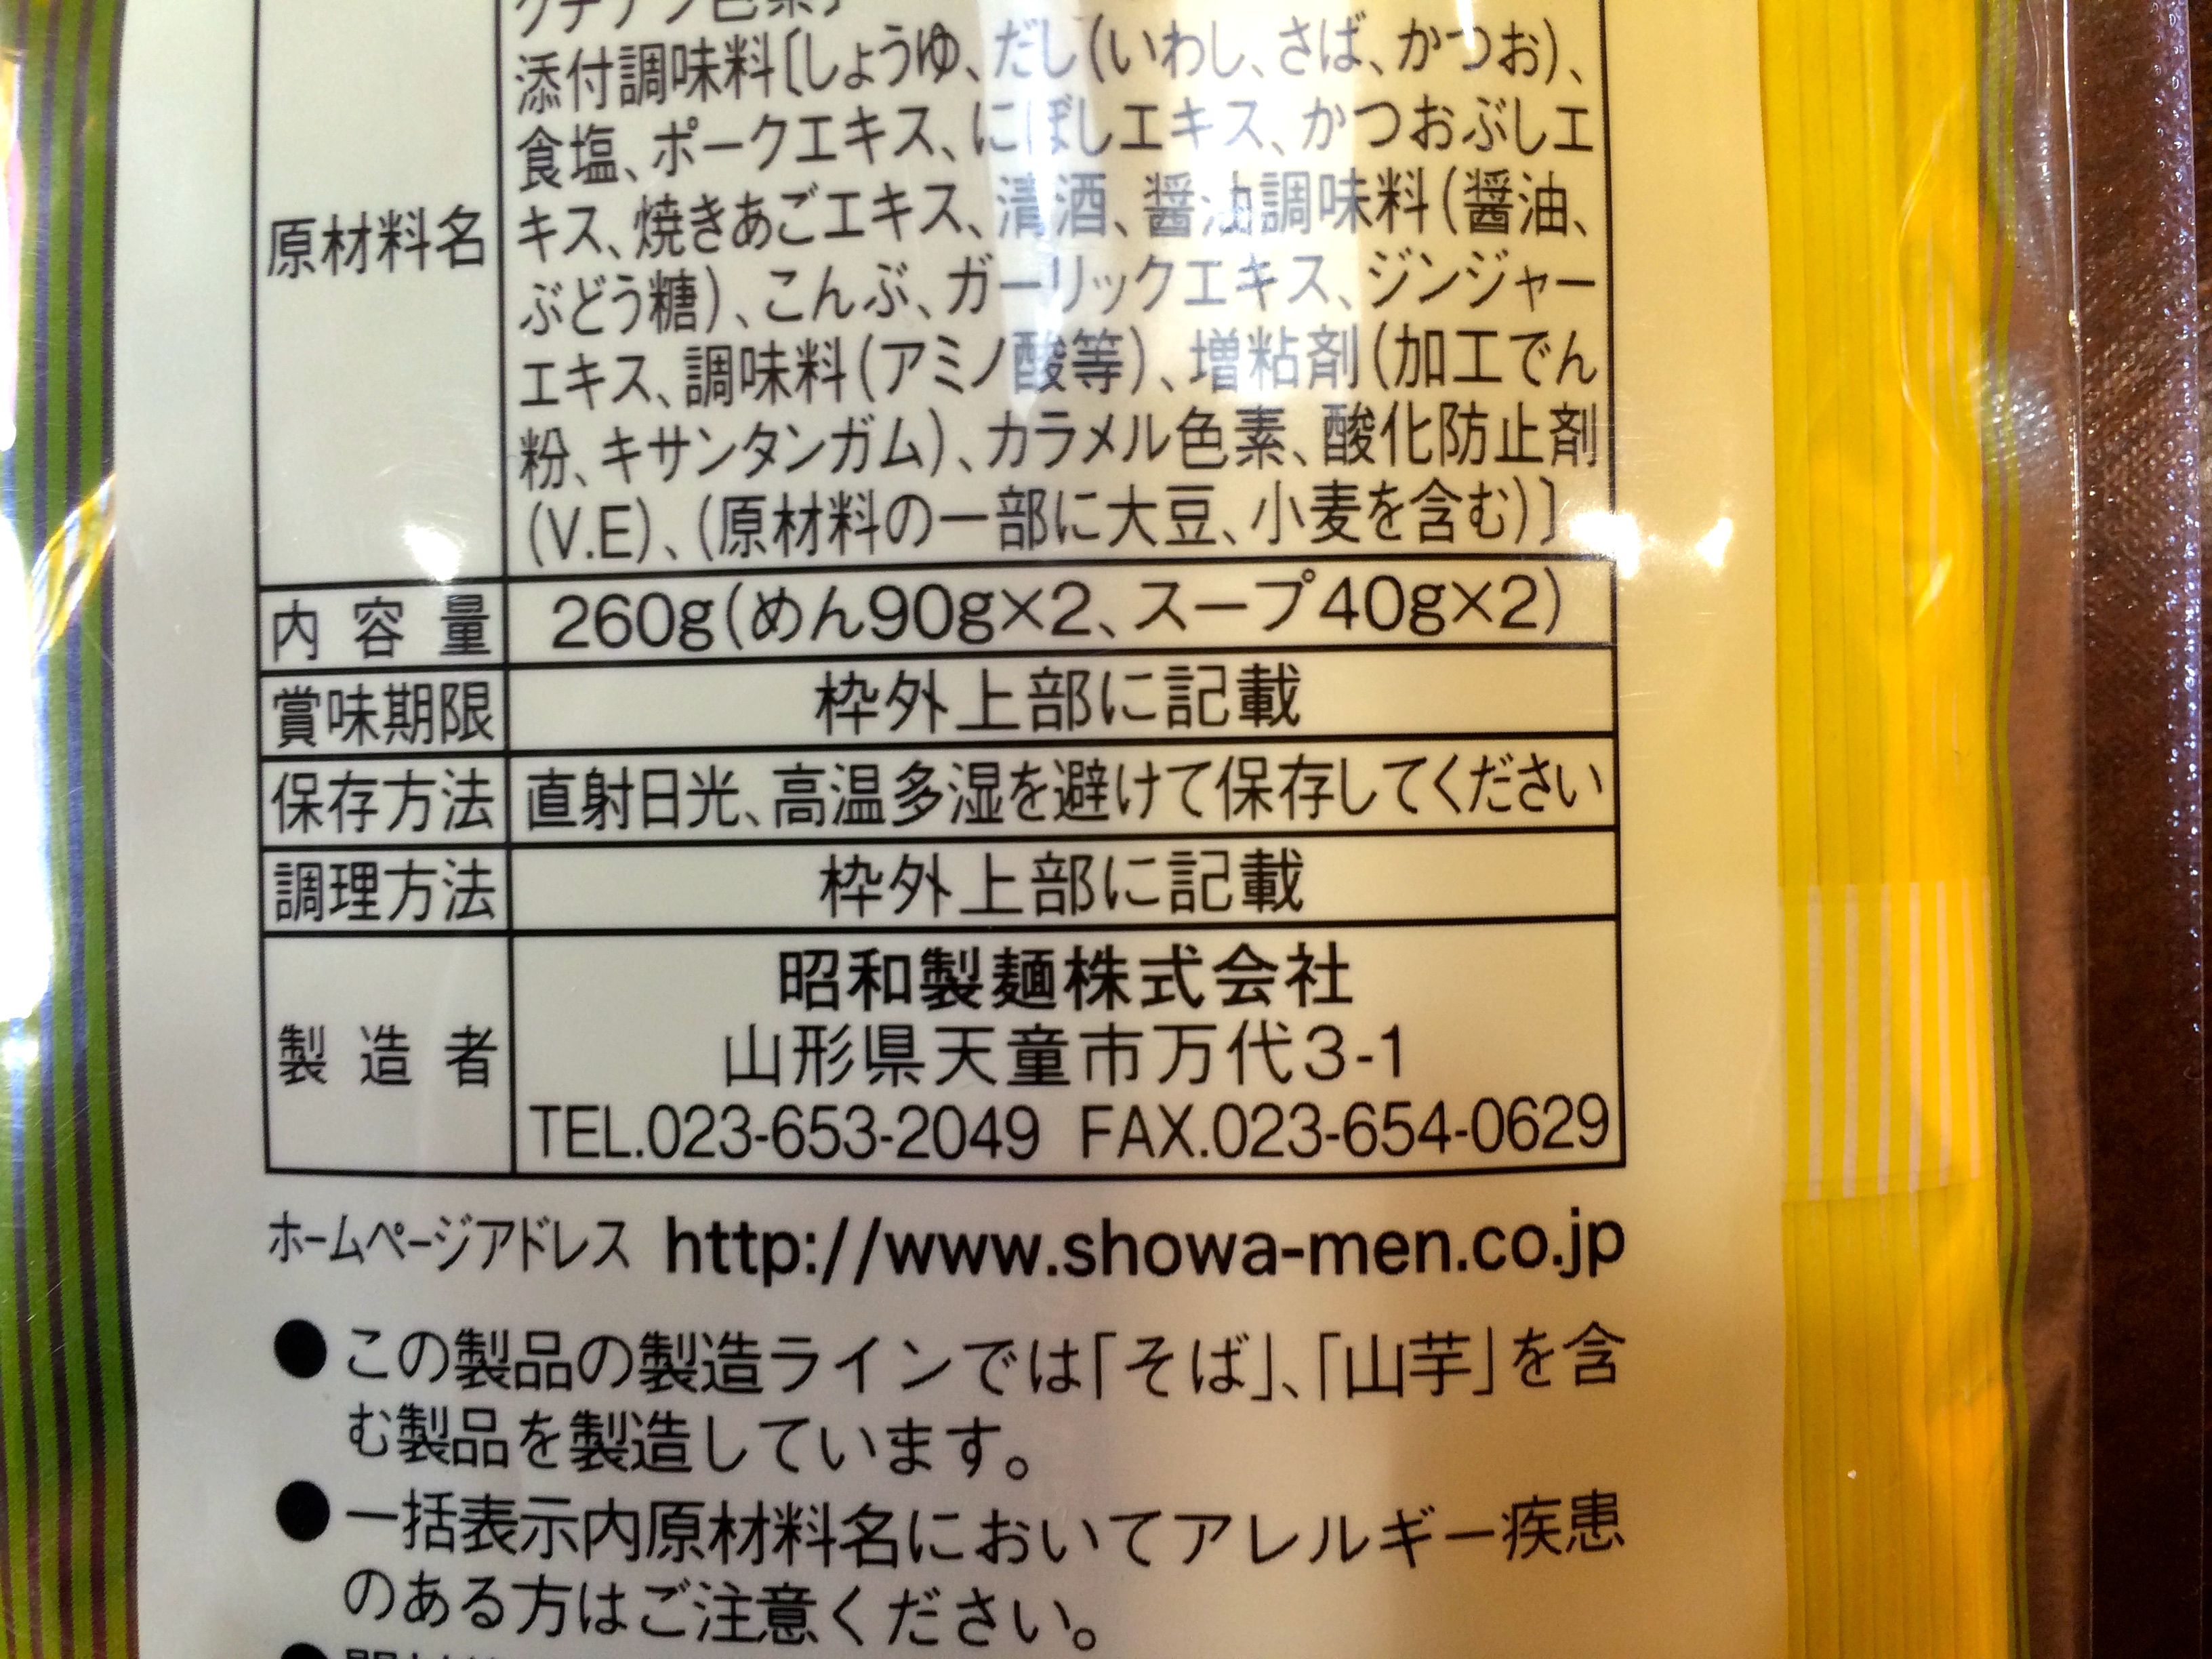 クチナシ色素）
添付調味料〔しょうゆ、だし（いわし、さば、かつお）、
食塩、ポークエキス、にぼしエキス、かつおぶしエ
原材料名 キス、焼きあごエキス、清酒、醤油調味料（醤油、
ぶどう糖）、こんぶ、ガーリックエキス、ジンジャー
エキス、調味料（アミノ酸等）、増粘剤（加工でん
粉、キサンタンガム）、カラメル色素、酸化防止剤
（V.E）、（原材料の一部に大豆、小麦を含む）〕
内容量 260g（めん90g×2、スープ40g×2）
賞味期限 枠外上部に記載
保存方法 直射日光、高温多湿を避けて保存してください
調理方法 枠外上部に記載
昭和製麺株式会社
製造者 山形県天童市万代3-1
TEL.023-653-2049 FAX.023-654-0629
ホームページアドレス http://www.showa-men.co.jp
●この製品の製造ラインでは「そば」、「山芋」を含
む製品を製造しています。
●一括表示内原材料名においてアレルギー疾患
のある方はご注意ください。